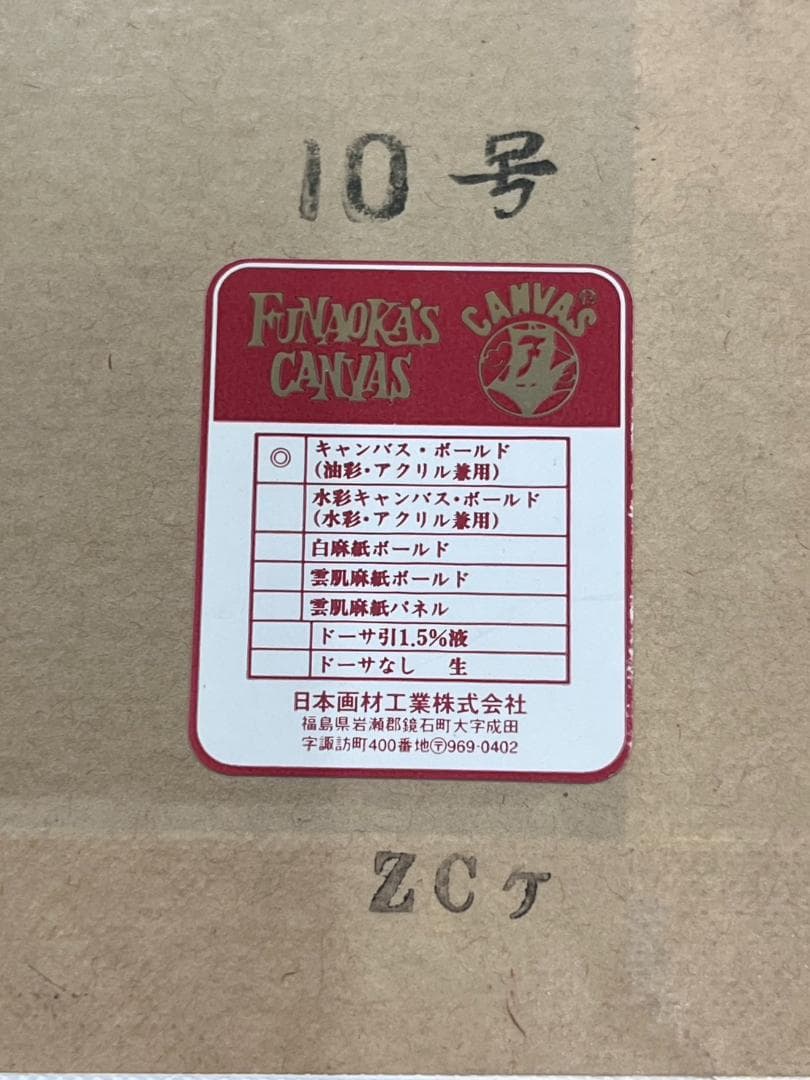 10号
FUNAOKA'S
CANVAS
CANVAS®
◎ キャンバス・ボールド
(油彩・アクリル兼用)
水彩キャンバス・ボールド
(水彩・アクリル兼用)
白麻紙ボールド
雲肌麻紙ボールド
雲肌麻紙パネル
ドーサ引1.5%液
ドーサなし 生
日本画材工業株式会社
福島県岩瀬郡鏡石町大字成田
字諏訪町400番地〶969-0402
ZCケ